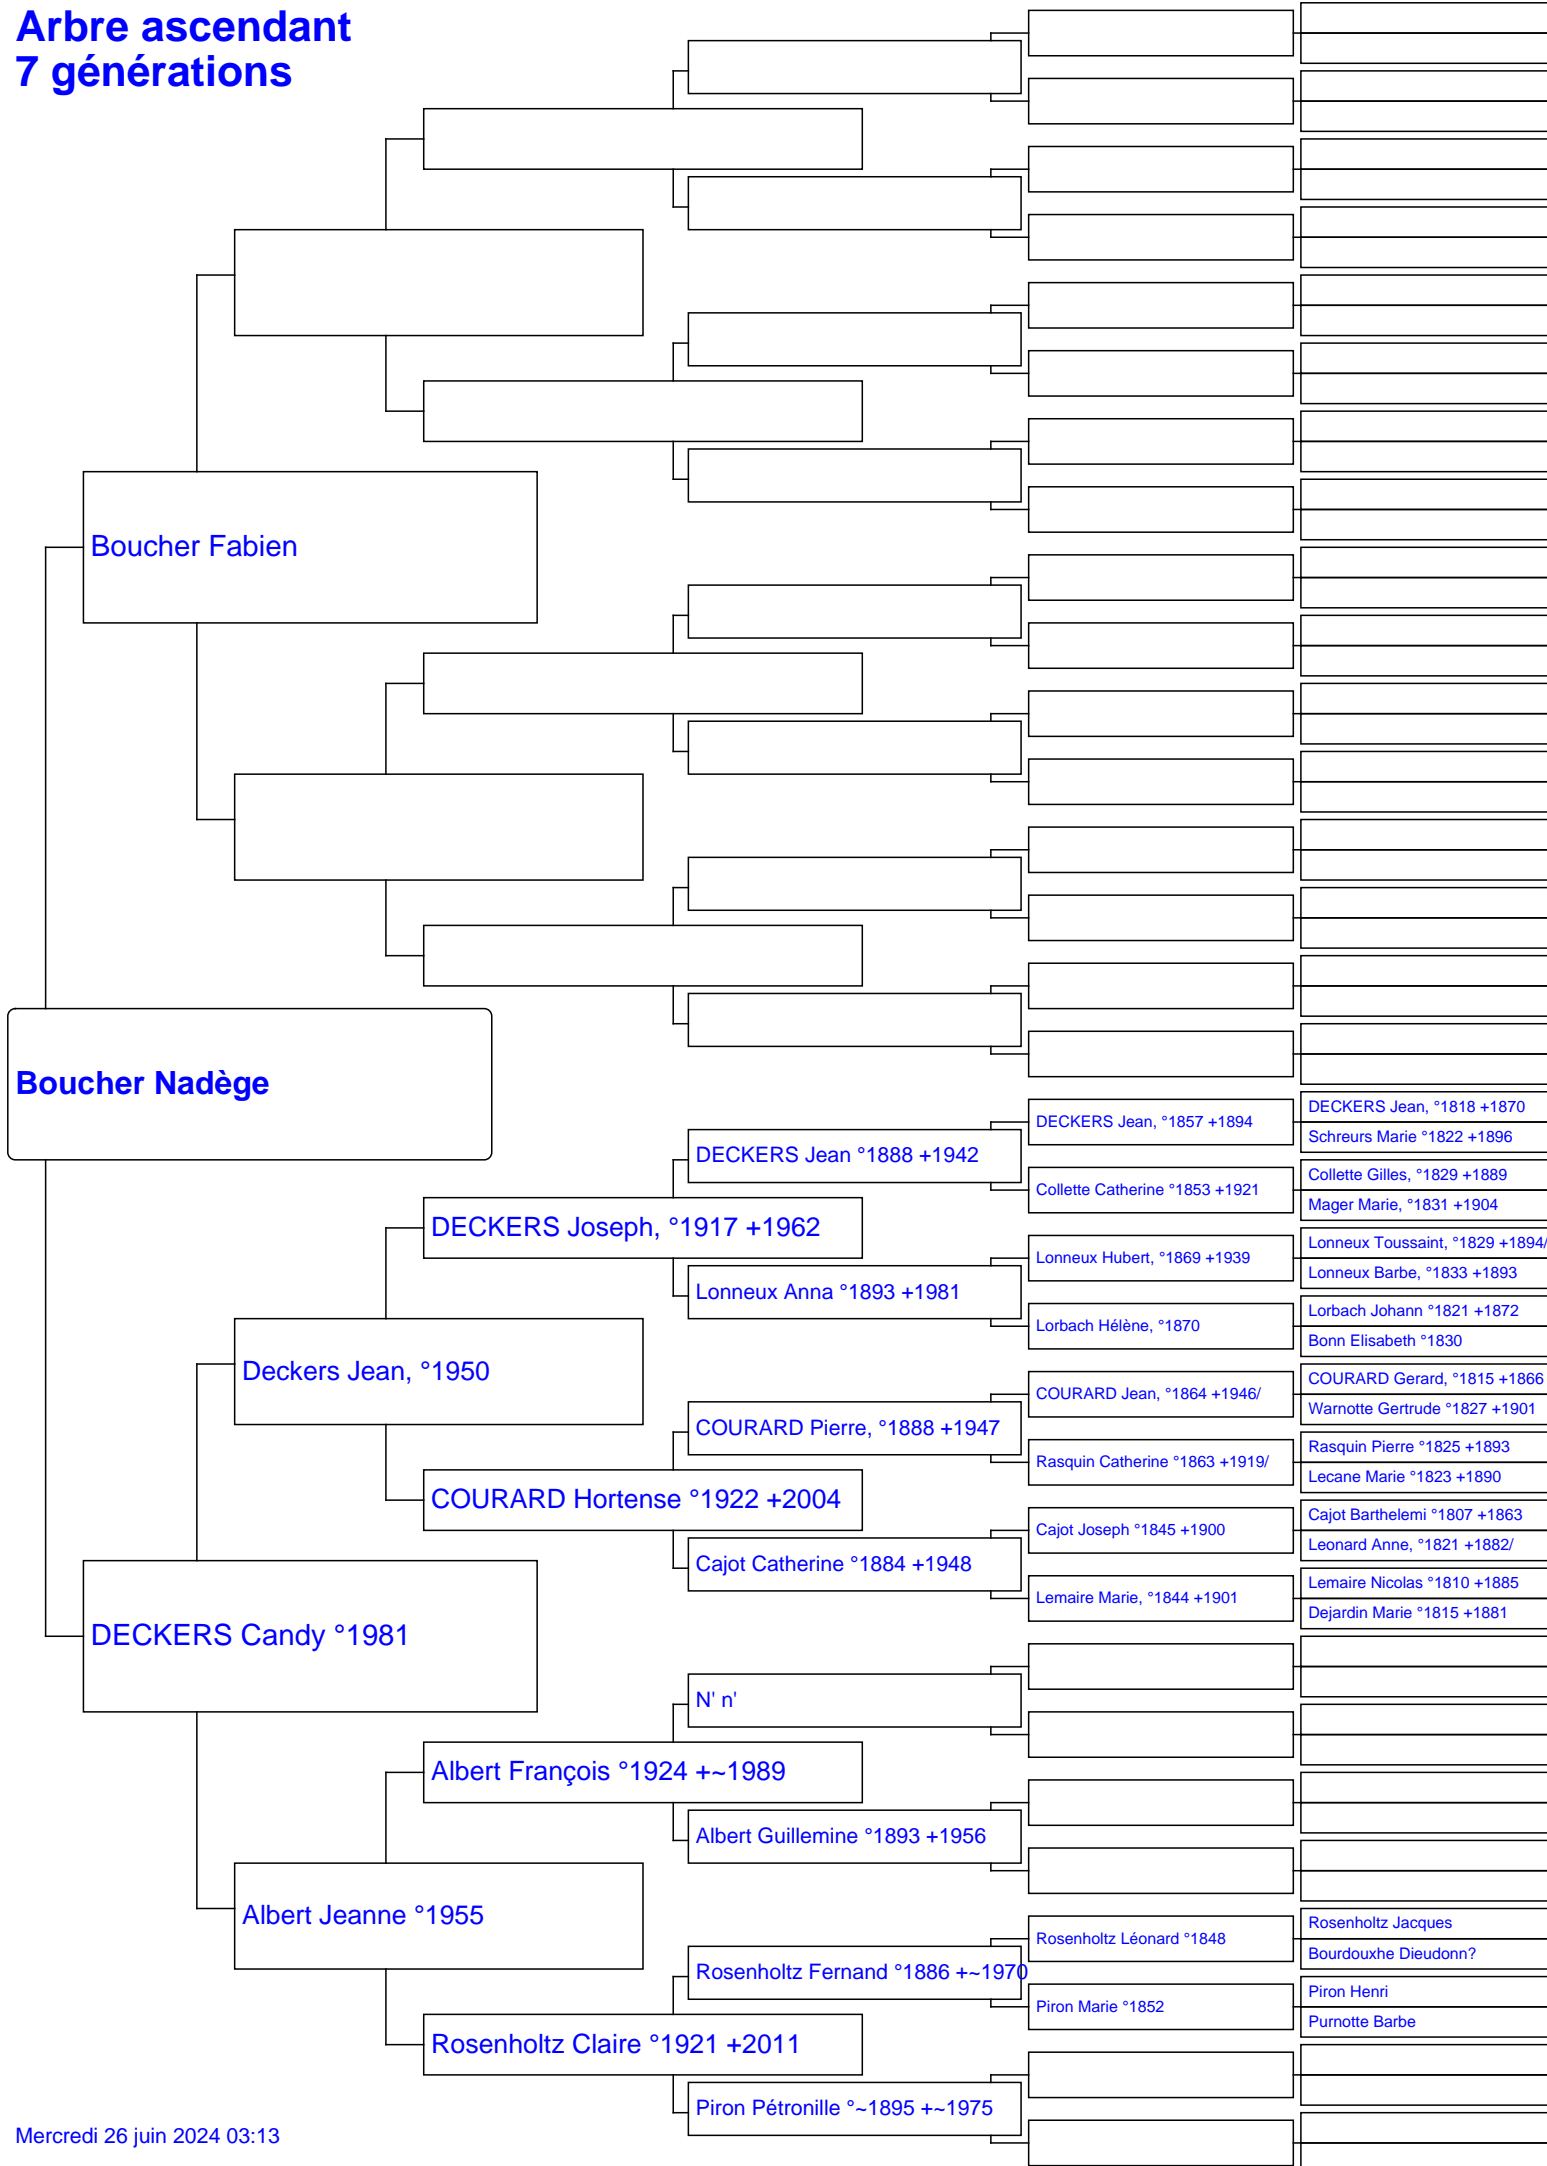 Arbre ascendant
7 générations
Boucher Fabien
Boucher Nadège
DECKERS Jean, °1818 +1870
DECKERS Jean, °1857 +1894
Schreurs Marie °1822 +1896
DECKERS Jean °1888 +1942
Collette Gilles, °1829 +1889
Collette Catherine °1853 +1921
Mager Marie, °1831 +1904
DECKERS Joseph, °1917 +1962
Lonneux Toussaint, °1829 +1894/
Lonneux Hubert, °1869 +1939
Lonneux Barbe, °1833 +1893
Lonneux Anna °1893 +1981
Lorbach Johann °1821 +1872
Lorbach Hélène, °1870
Bonn Elisabeth °1830
Deckers Jean, °1950
COURARD Gerard, °1815 +1866
COURARD Jean, °1864 +1946/
Warnotte Gertrude °1827 +1901
COURARD Pierre, °1888 +1947
Rasquin Pierre °1825 +1893
Rasquin Catherine °1863 +1919/
Lecane Marie °1823 +1890
COURARD Hortense °1922 +2004
Cajot Barthelemi °1807 +1863
Cajot Joseph °1845 +1900
Leonard Anne, °1821 +1882/
Cajot Catherine °1884 +1948
Lemaire Nicolas °1810 +1885
Lemaire Marie, °1844 +1901
Dejardin Marie °1815 +1881
DECKERS Candy °1981
N' n'
Albert François °1924 +~1989
Albert Guillemine °1893 +1956
Albert Jeanne °1955
Rosenholtz Jacques
Rosenholtz Léonard °1848
Bourdouxhe Dieudonn?
Rosenholtz Fernand °1886 +~1970
Piron Henri
Piron Marie °1852
Purnotte Barbe
Rosenholtz Claire °1921 +2011
Piron Pétronille °~1895 +~1975
Mercredi 26 juin 2024 03:13